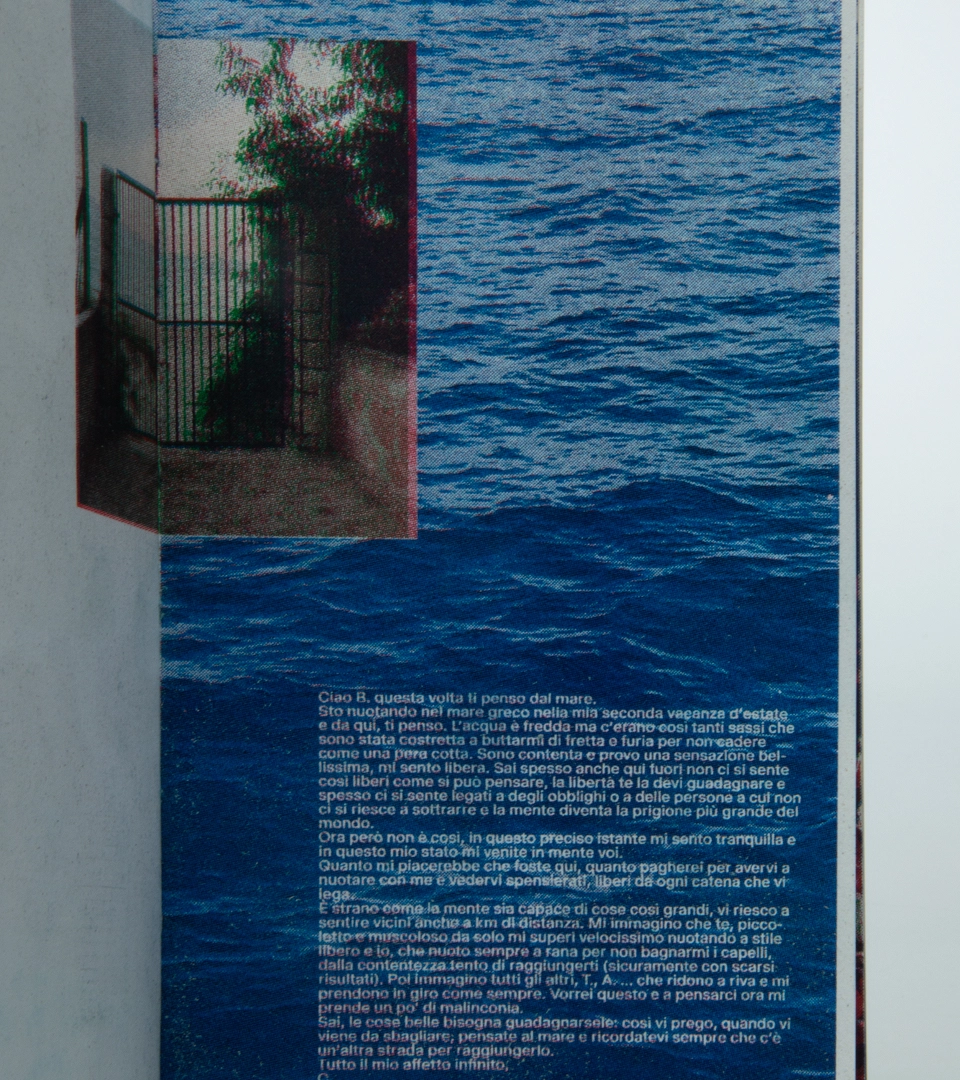 Ciao B. questa volta ti penso dal mare.
Sto nuotando nel mare greco nella mia seconda vacanza d'estate
e da qui, ti penso. L'acqua è fredda ma c'erano così tanti sassi che
sono stata costretta a buttarmi di fretta e furia per non cadere
come una pera cotta. Sono contenta e provo una sensazione bel-
lissima, mi sento libera. Sai spesso anche qui fuori non ci si sente
così liberi come si può pensare, la libertà te la devi guadagnare e
spesso ci si sente legati a degli obblighi o a delle persone a cui non
ci si riesce a sottrarre e la mente diventa la prigione più grande del
mondo.
Ora però non è così, in questo preciso istante mi sento tranquilla e
in questo mio stato mi venite in mente voi.
Quanto mi piacerebbe che foste qui, quanto pagherei per avervi a
nuotare con me e vedervi spensierati, liberi da ogni catena che vi
lega.
È strano come la mente sia capace di cose così grandi, vi riesco a
sentire vicini anche a km di distanza. Mi immagino che te, picco-
letto e muscoloso da solo mi superi velocissimo nuotando a stile
libero e io, che nuoto sempre a rana per non bagnarmi i capelli,
dalla contentezza tento di raggiungerti (sicuramente con scarsi
risultati). Poi immagino tutti gli altri, T., A. ... che ridono a riva e mi
prendono in giro come sempre. Vorrei questo e a pensarci ora mi
prende un po' di malinconia.
Sai, le cose belle bisogna guadagnarsele: così vi prego, quando vi
viene da sbagliare, pensate al mare e ricordatevi sempre che c'è
un'altra strada per raggiungerlo.
Tutto il mio affetto infinito,